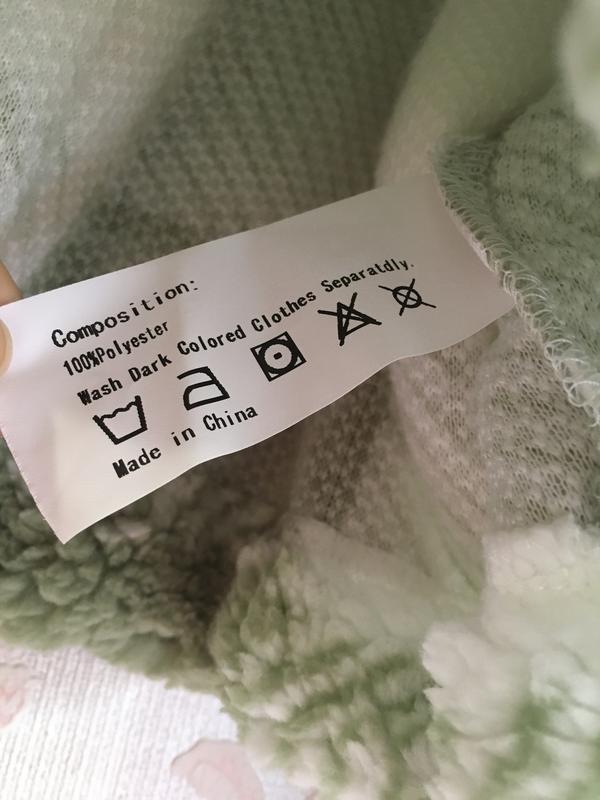 Composition:
100%Polyester
Wash Dark Colored Clothes Separatdly.
Made in China